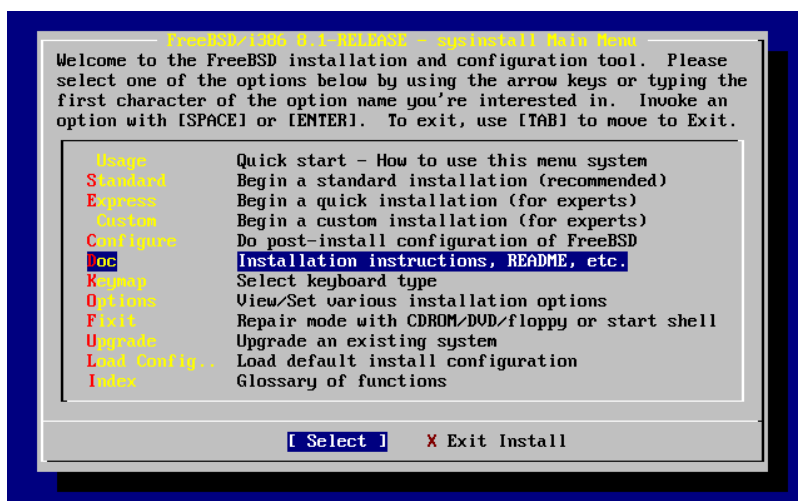 FreeBSD/i386 8.1-RELEASE - sysinstall Main Menu
Welcome to the FreeBSD installation and configuration tool.  Please
select one of the options below by using the arrow keys or typing the
first character of the option name you're interested in.  Invoke an
option with [SPACE] or [ENTER].  To exit, use [TAB] to move to Exit.
Usage Quick start - How to use this menu system
Standard Begin a standard installation (recommended)
Express Begin a quick installation (for experts)
Custom Begin a custom installation (for experts)
Configure Do post-install configuration of FreeBSD
Doc Installation instructions, README, etc.
Keymap Select keyboard type
Options View/Set various installation options
Fixit Repair mode with CDROM/DVD/floppy or start shell
Upgrade Upgrade an existing system
Load Config.. Load default install configuration
Index Glossary of functions
[ Select ] X Exit Install